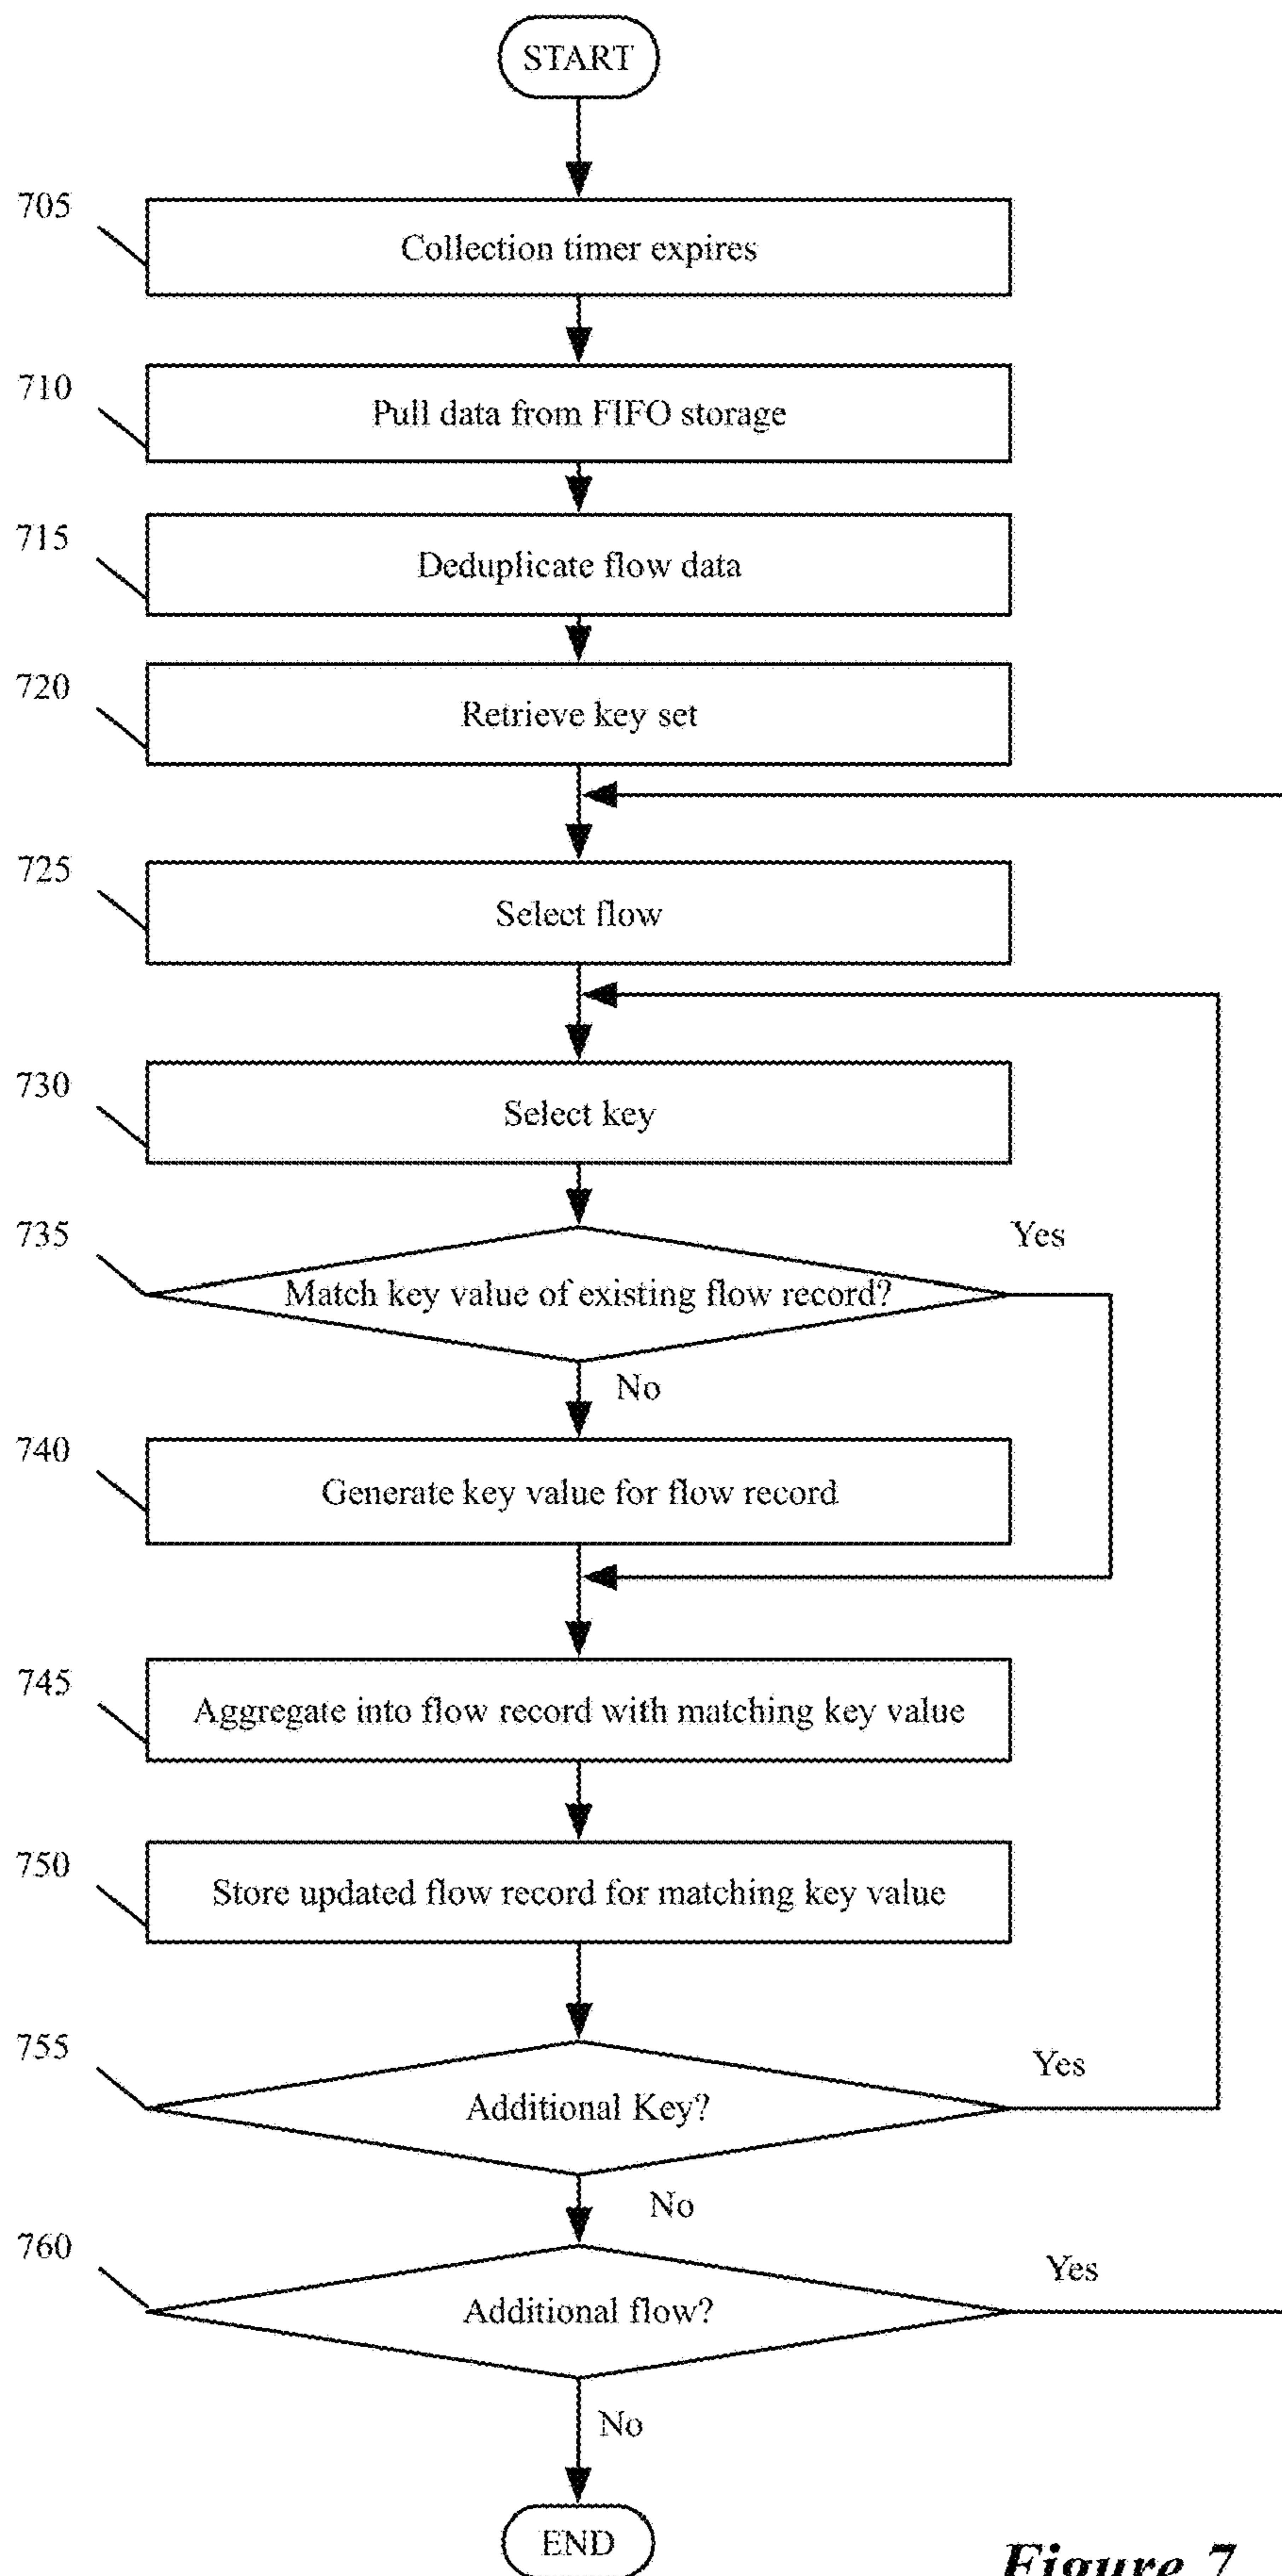 START
705
Collection timer expires
710
Pull data from FIFO storage
715
Deduplicate flow data
720
Retrieve key set
725
Select flow
730
Select key
735
Yes
Match key value of existing flow record?
No
740
Generate key value for flow record
745
Aggregate into flow record with matching key value
750
Store updated flow record for matching key value
755
Yes
Additional Key?
No
760
Yes
Additional flow?
No
END
Figure 7